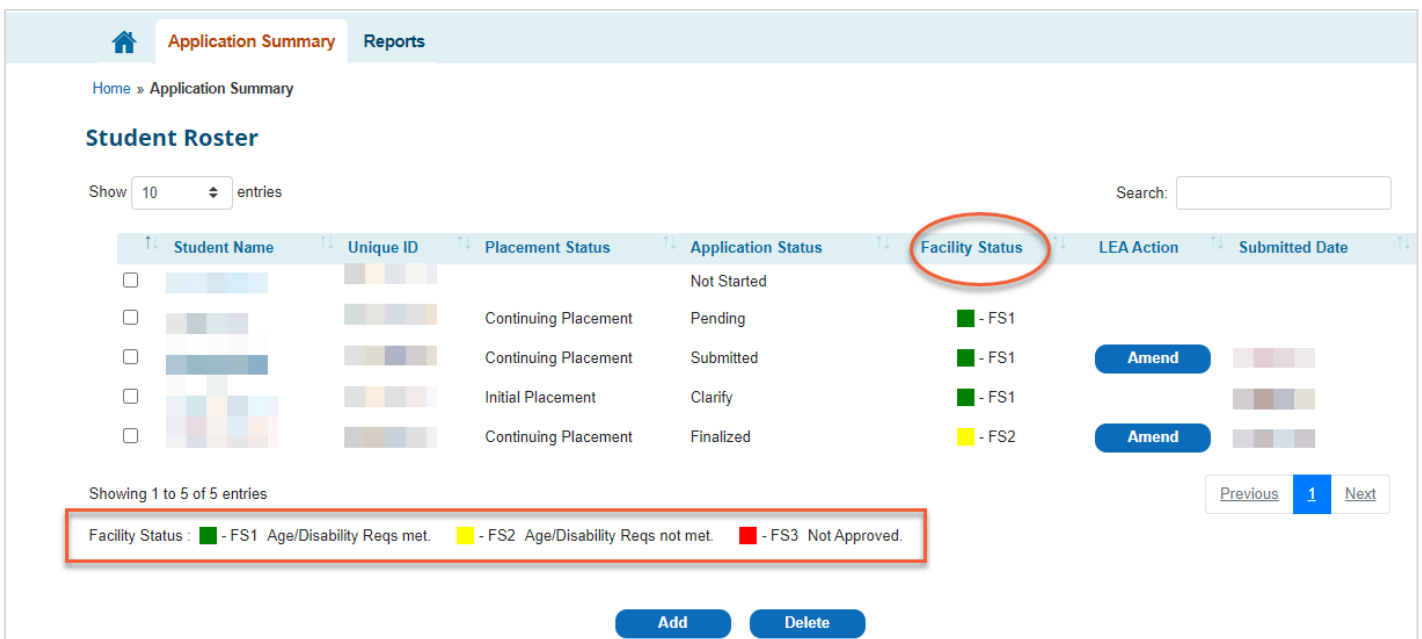 Application Summary Reports
Home » Application Summary
Student Roster
Show 10 entries Search:
Student Name Unique ID Placement Status Application Status Facility Status LEA Action Submitted Date
Not Started
Continuing Placement Pending - FS1
Continuing Placement Submitted - FS1 Amend
Initial Placement Clarify - FS1
Continuing Placement Finalized - FS2 Amend
Showing 1 to 5 of 5 entries Previous 1 Next
Facility Status : - FS1 Age/Disability Reqs met. - FS2 Age/Disability Reqs not met. - FS3 Not Approved.
Add Delete